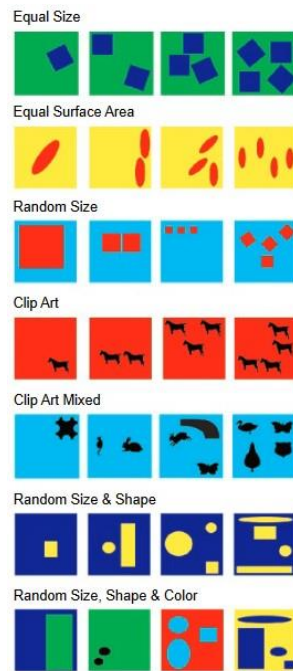 Equal Size
Equal Surface Area
Random Size
Clip Art
Clip Art Mixed
Random Size & Shape
Random Size, Shape & Color